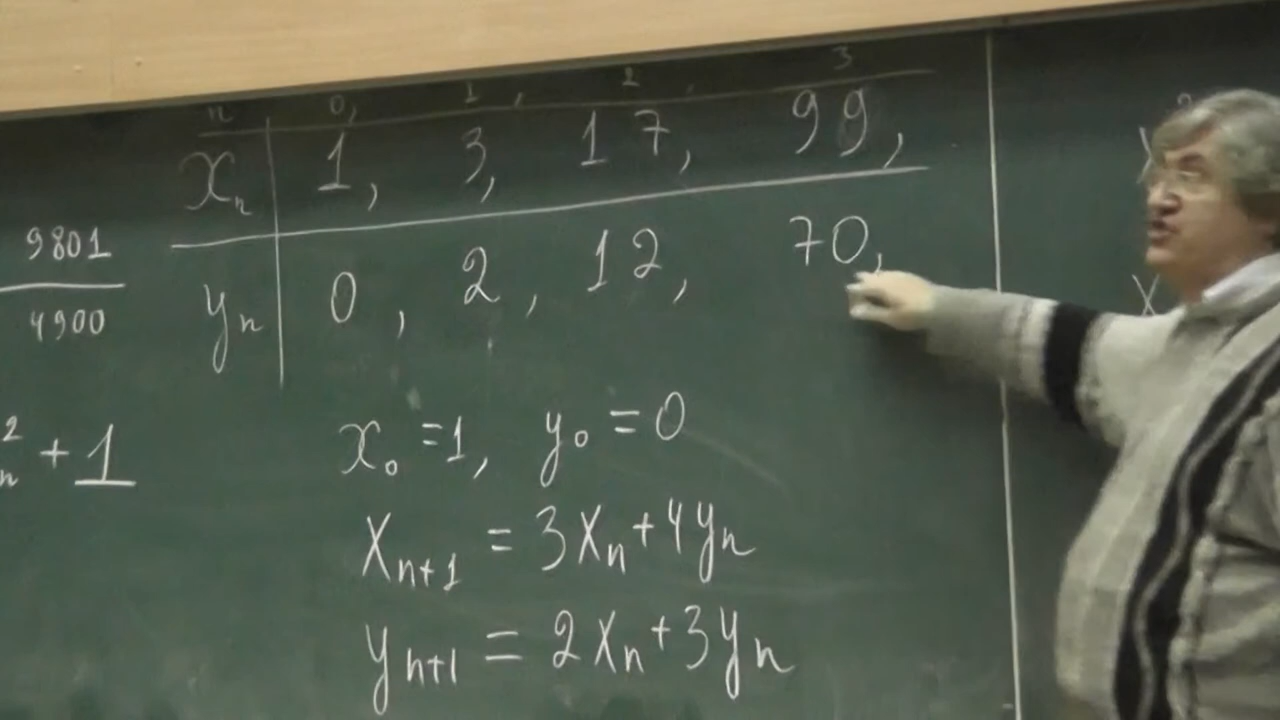 n 0, 1, 2, 3
xₙ 1, 3, 17, 99,
yₙ 0, 2, 12, 70,
9801
4900
²ₙ + 1
x₀ = 1, y₀ = 0
xₙ₊₁ = 3xₙ + 4yₙ
yₙ₊₁ = 2xₙ + 3yₙ